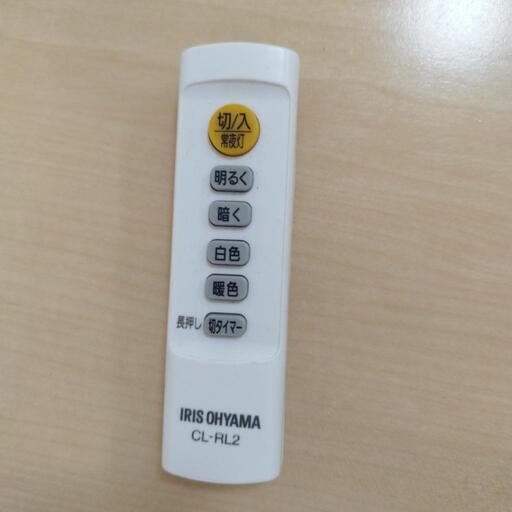 切/入
常夜灯
明るく
暗く
白色
暖色
長押し 切タイマー
IRIS OHYAMA
CL-RL2